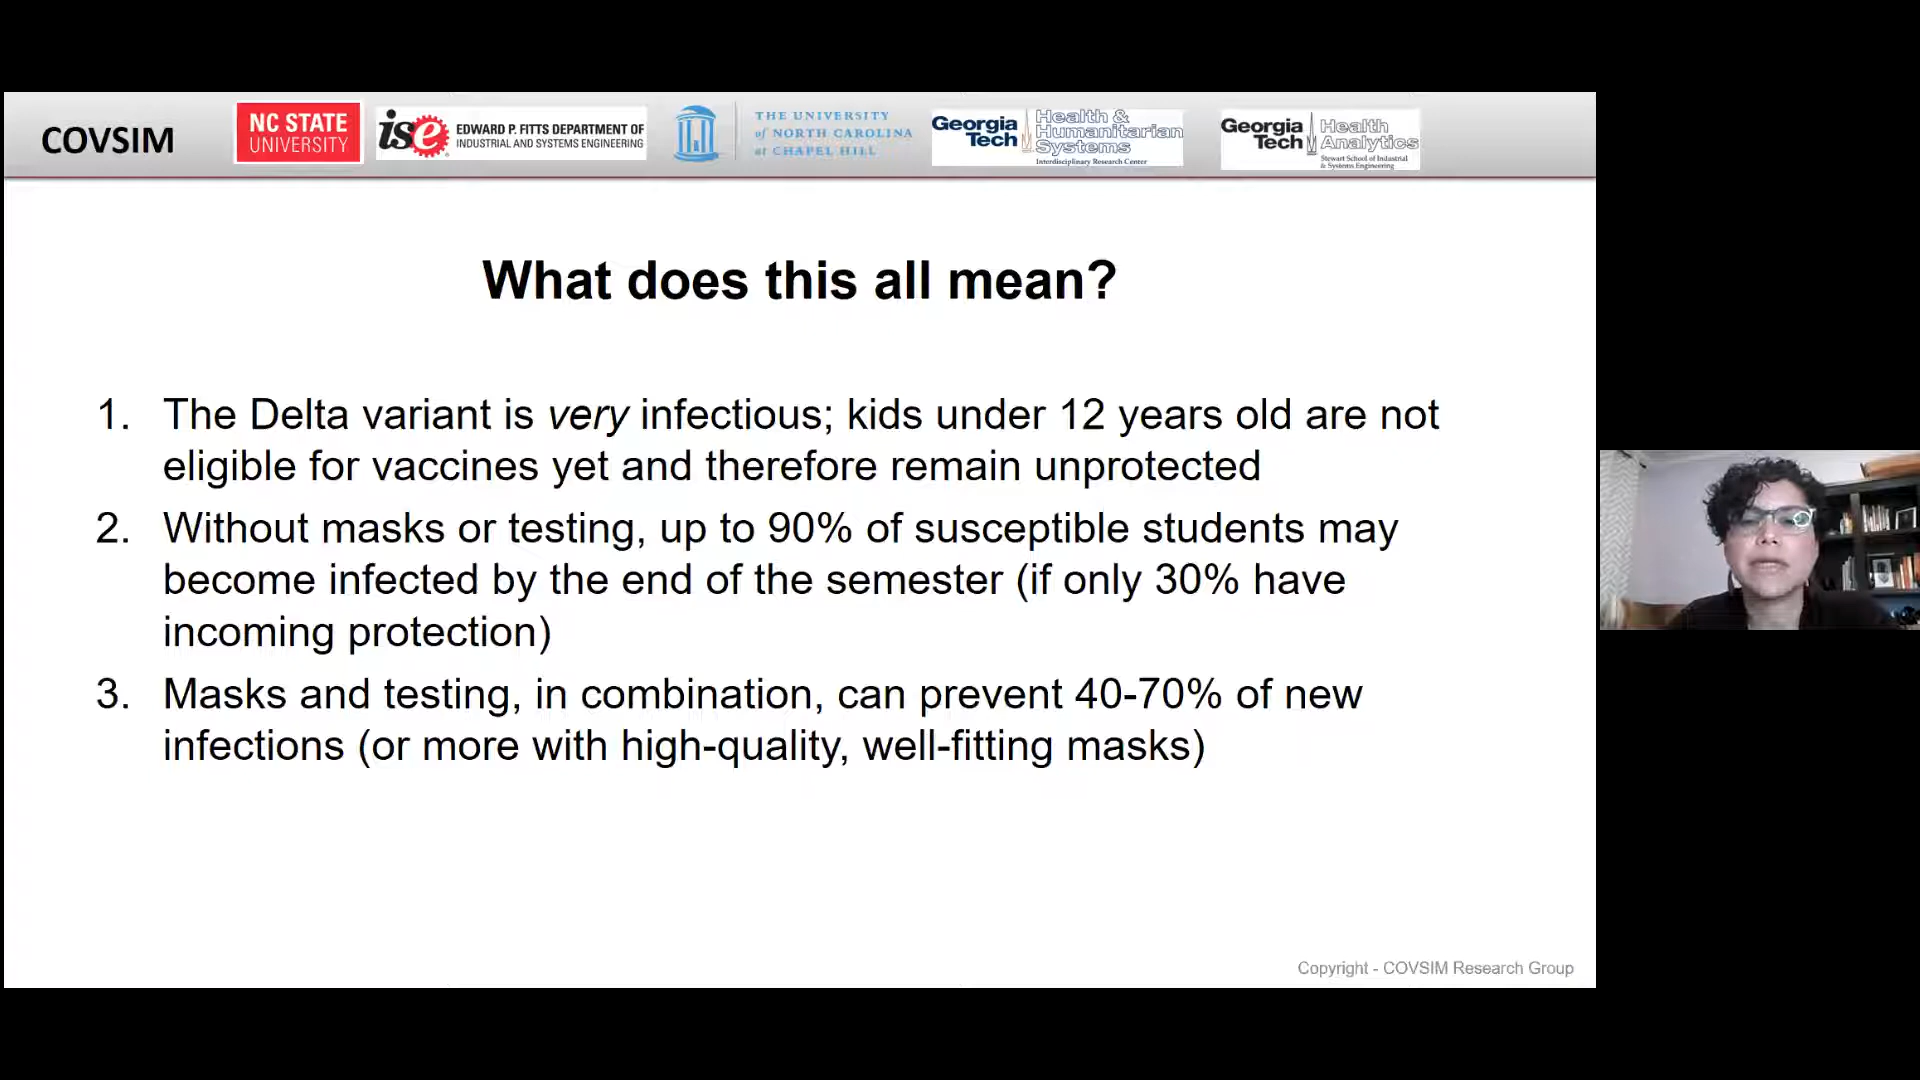 COVSIM
NC STATE
UNIVERSITY
ise
EDWARD P. FITTS DEPARTMENT OF
INDUSTRIAL AND SYSTEMS ENGINEERING
THE UNIVERSITY
of NORTH CAROLINA
at CHAPEL HILL
Georgia
Tech
Health &
Humanitarian
Systems
Interdisciplinary Research Center
Georgia
Tech
Health
Analytics
Stewart School of Industrial
& Systems Engineering
What does this all mean?
1. The Delta variant is very infectious; kids under 12 years old are not
eligible for vaccines yet and therefore remain unprotected
2. Without masks or testing, up to 90% of susceptible students may
become infected by the end of the semester (if only 30% have
incoming protection)
3. Masks and testing, in combination, can prevent 40-70% of new
infections (or more with high-quality, well-fitting masks)
Copyright - COVSIM Research Group